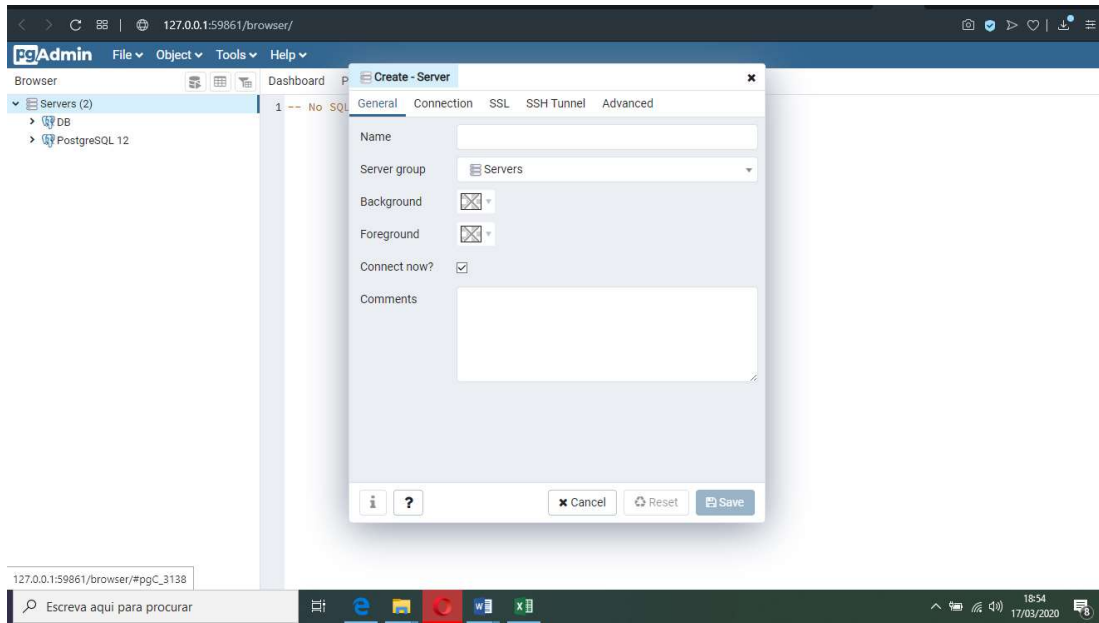 127.0.0.1:59861/browser/
pgAdmin File Object Tools Help
Browser
Dashboard P
Servers (2)
DB
PostgreSQL 12
1 -- No SQL
Create - Server
General Connection SSL SSH Tunnel Advanced
Name
Server group Servers
Background
Foreground
Connect now?
Comments
i ? Cancel Reset Save
127.0.0.1:59861/browser/#pgC_3138
Escreva aqui para procurar
18:54
17/03/2020
8